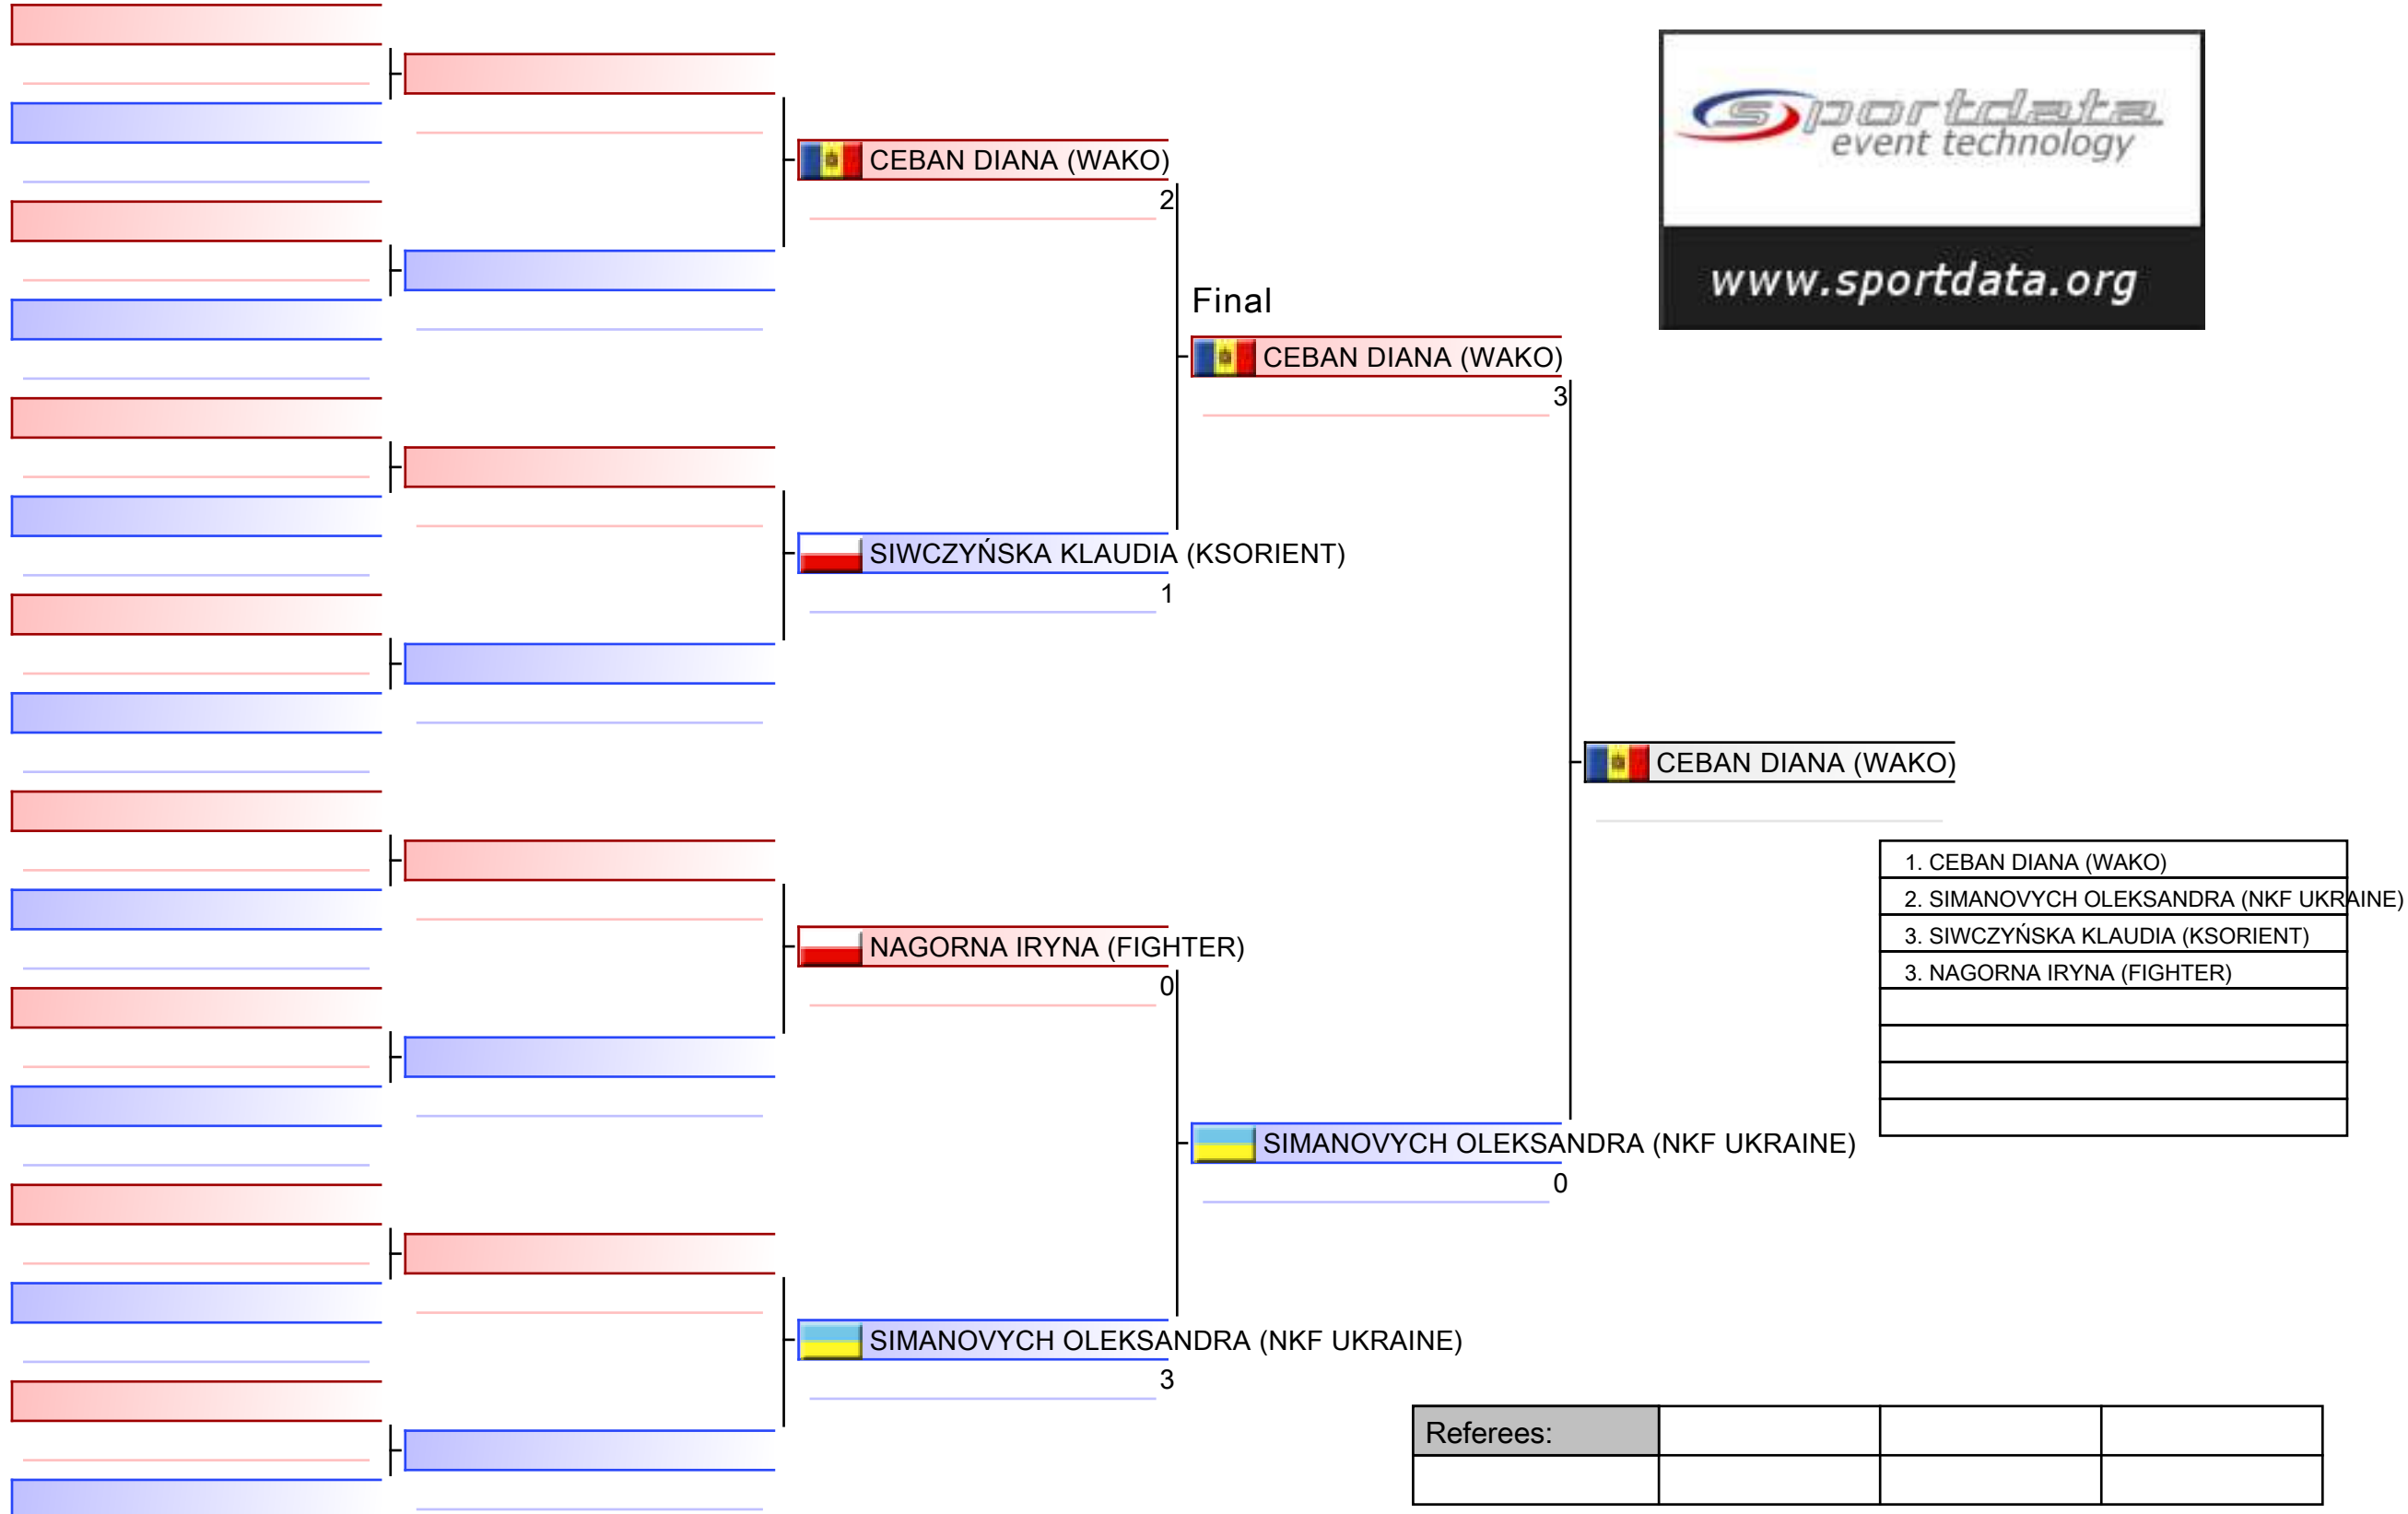 sportdata
event technology
www.sportdata.org
CEBAN DIANA (WAKO)
2
Final
CEBAN DIANA (WAKO)
3
SIWCZYŃSKA KLAUDIA (KSORIENT)
1
CEBAN DIANA (WAKO)
1. CEBAN DIANA (WAKO)
2. SIMANOVYCH OLEKSANDRA (NKF UKRAINE)
3. SIWCZYŃSKA KLAUDIA (KSORIENT)
3. NAGORNA IRYNA (FIGHTER)
NAGORNA IRYNA (FIGHTER)
0
SIMANOVYCH OLEKSANDRA (NKF UKRAINE)
0
SIMANOVYCH OLEKSANDRA (NKF UKRAINE)
3
Referees: